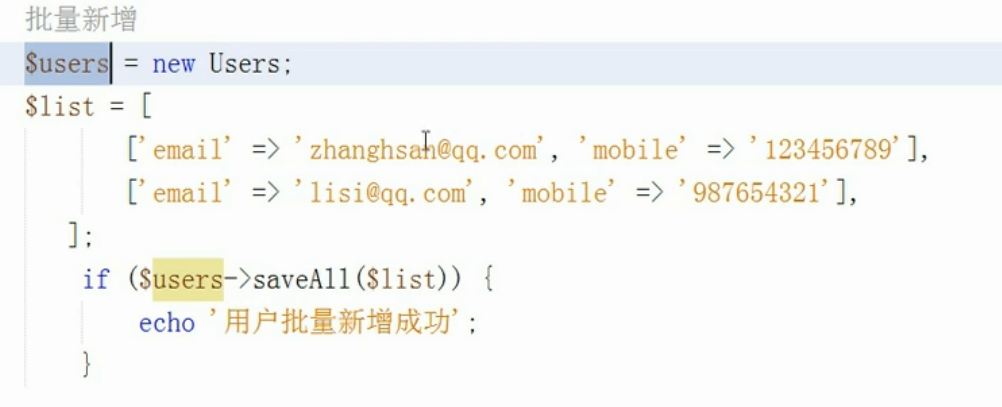 批量新增
$users = new Users;
$list = [
['email' => 'zhanghsan@qq.com', 'mobile' => '123456789'],
['email' => 'lisi@qq.com', 'mobile' => '987654321'],
];
if ($users->saveAll($list)) {
echo '用户批量新增成功';
}